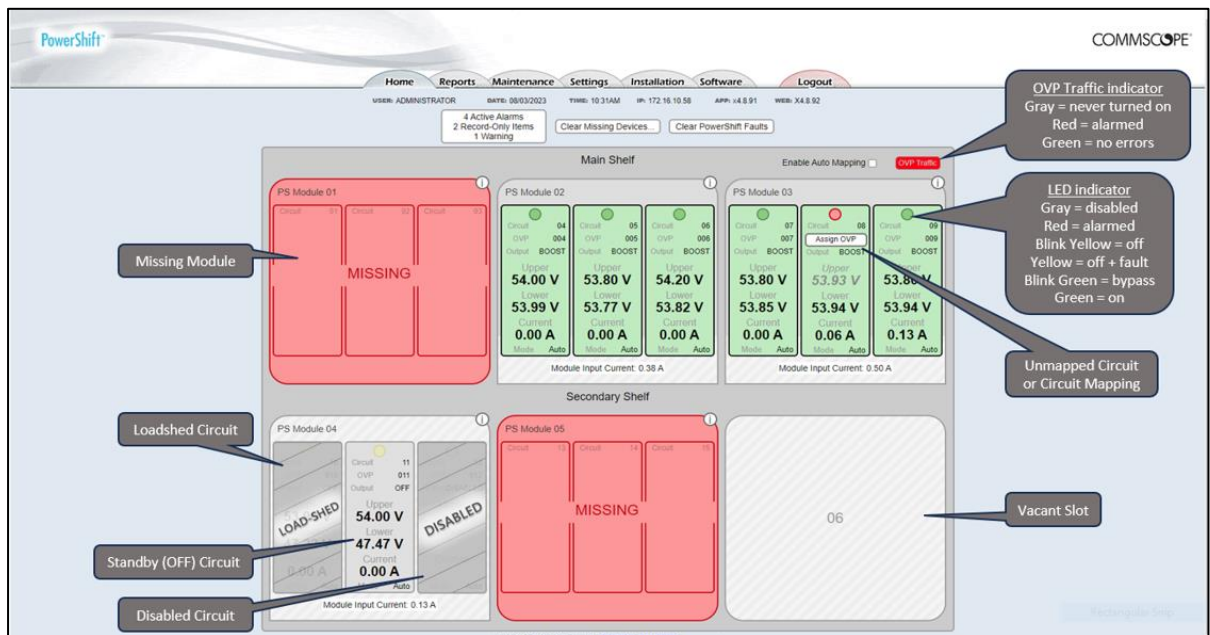 PowerShift
COMMSCOPE
Home Reports Maintenance Settings Installation Software Logout
USER: ADMINISTRATOR DATE: 08/03/2023 TIME: 10:31AM IP: 172.16.10.58 APP: X4.8.91 WEB: X4.8.92
4 Active Alarms
2 Record-Only Items
1 Warning
Clear Missing Devices... Clear PowerShift Faults
OVP Traffic indicator
Gray = never turned on
Red = alarmed
Green = no errors
Main Shelf
Enable Auto Mapping
OVP Traffic
PS Module 01
Circuit 01 Circuit 02 Circuit 03
MISSING
Missing Module
PS Module 02
Circuit 04 Circuit 05 Circuit 06
OVP 004 OVP 005 OVP 006
Output BOOST Output BOOST Output BOOST
Upper Upper Upper
54.00 V 53.80 V 54.20 V
Lower Lower Lower
53.99 V 53.77 V 53.82 V
Current Current Current
0.00 A 0.00 A 0.00 A
Mode Auto Mode Auto Mode Auto
Module Input Current: 0.38 A
PS Module 03
Circuit 07 Circuit 08 Circuit 09
OVP 007 Assign OVP OVP 009
Output BOOST Output BOOST Output BOOST
Upper Upper Upper
53.80 V 53.93 V
Lower Lower Lower
53.85 V 53.94 V 53.94 V
Current Current Current
0.00 A 0.06 A 0.13 A
Mode Auto Mode Auto Mode Auto
Module Input Current: 0.50 A
LED indicator
Gray = disabled
Red = alarmed
Blink Yellow = off
Yellow = off + fault
Blink Green = bypass
Green = on
Unmapped Circuit
or Circuit Mapping
Secondary Shelf
PS Module 04
LOAD-SHED
Circuit 11
OVP 011
Output OFF
Upper
54.00 V
Lower
47.47 V
Current
0.00 A
Auto
DISABLED
0.00 A
Module Input Current: 0.13 A
Loadshed Circuit
Standby (OFF) Circuit
Disabled Circuit
PS Module 05
Circuit 13 Circuit 14 Circuit 15
MISSING
06
Vacant Slot
Rectangular Snip